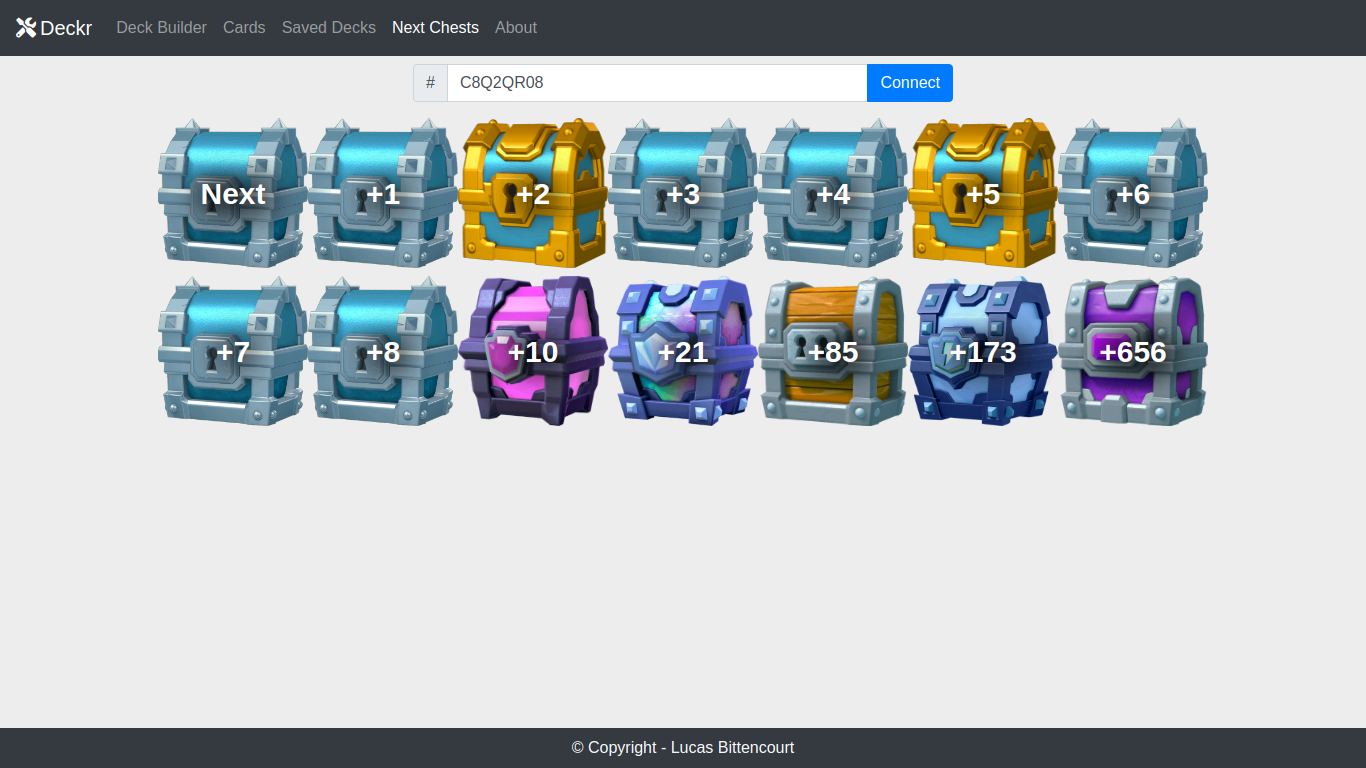 Deckr Deck Builder Cards Saved Decks Next Chests About
# C8Q2QR08 Connect
Next +1 +2 +3 +4 +5 +6
+7 +8 +10 +21 +85 +173 +656
© Copyright - Lucas Bittencourt